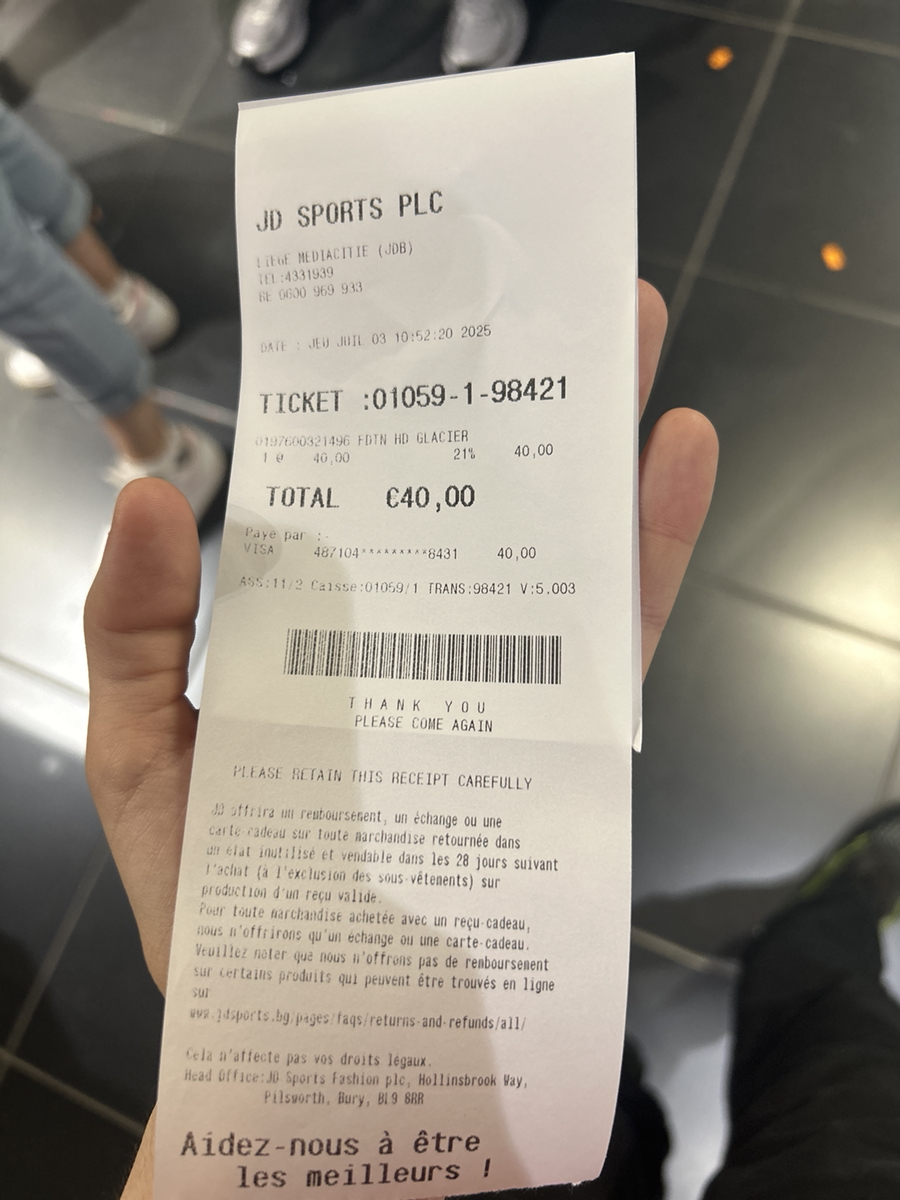 JD SPORTS PLC
LIEGE MEDIACITIE (JDB)
TEL:4331939
BE 0600 969 933
DATE : JEU JUIL 03 10:52:20 2025
TICKET :01059-1-98421
0197600321496 FDTN HD GLACIER
1 @ 40,00 21% 40,00
TOTAL €40,00
Payé par :-
VISA 487104*********8431 40,00
ASS:11/2 Caisse:01059/1 TRANS:98421 V:5.003
THANK YOU
PLEASE COME AGAIN
PLEASE RETAIN THIS RECEIPT CAREFULLY
JD offrira un remboursement, un échange ou une
carte cadeau sur toute marchandise retournée dans
un état inutilisé et vendable dans les 28 jours suivant
l'achat (à l'exclusion des sous-vêtements) sur
production d'un reçu valide.
Pour toute marchandise achetée avec un reçu-cadeau,
nous n'offrirons qu'un échange ou une carte-cadeau.
Veuillez noter que nous n'offrons pas de remboursement
sur certains produits qui peuvent être trouvés en ligne
sur
www.jdsports.bg/pages/faqs/returns-and-refunds/all/
Cela n'affecte pas vos droits légaux.
Head Office:JD Sports Fashion plc, Hollinsbrook Way,
Pilsworth, Bury, BL9 8RR
Aidez-nous à être
les meilleurs !